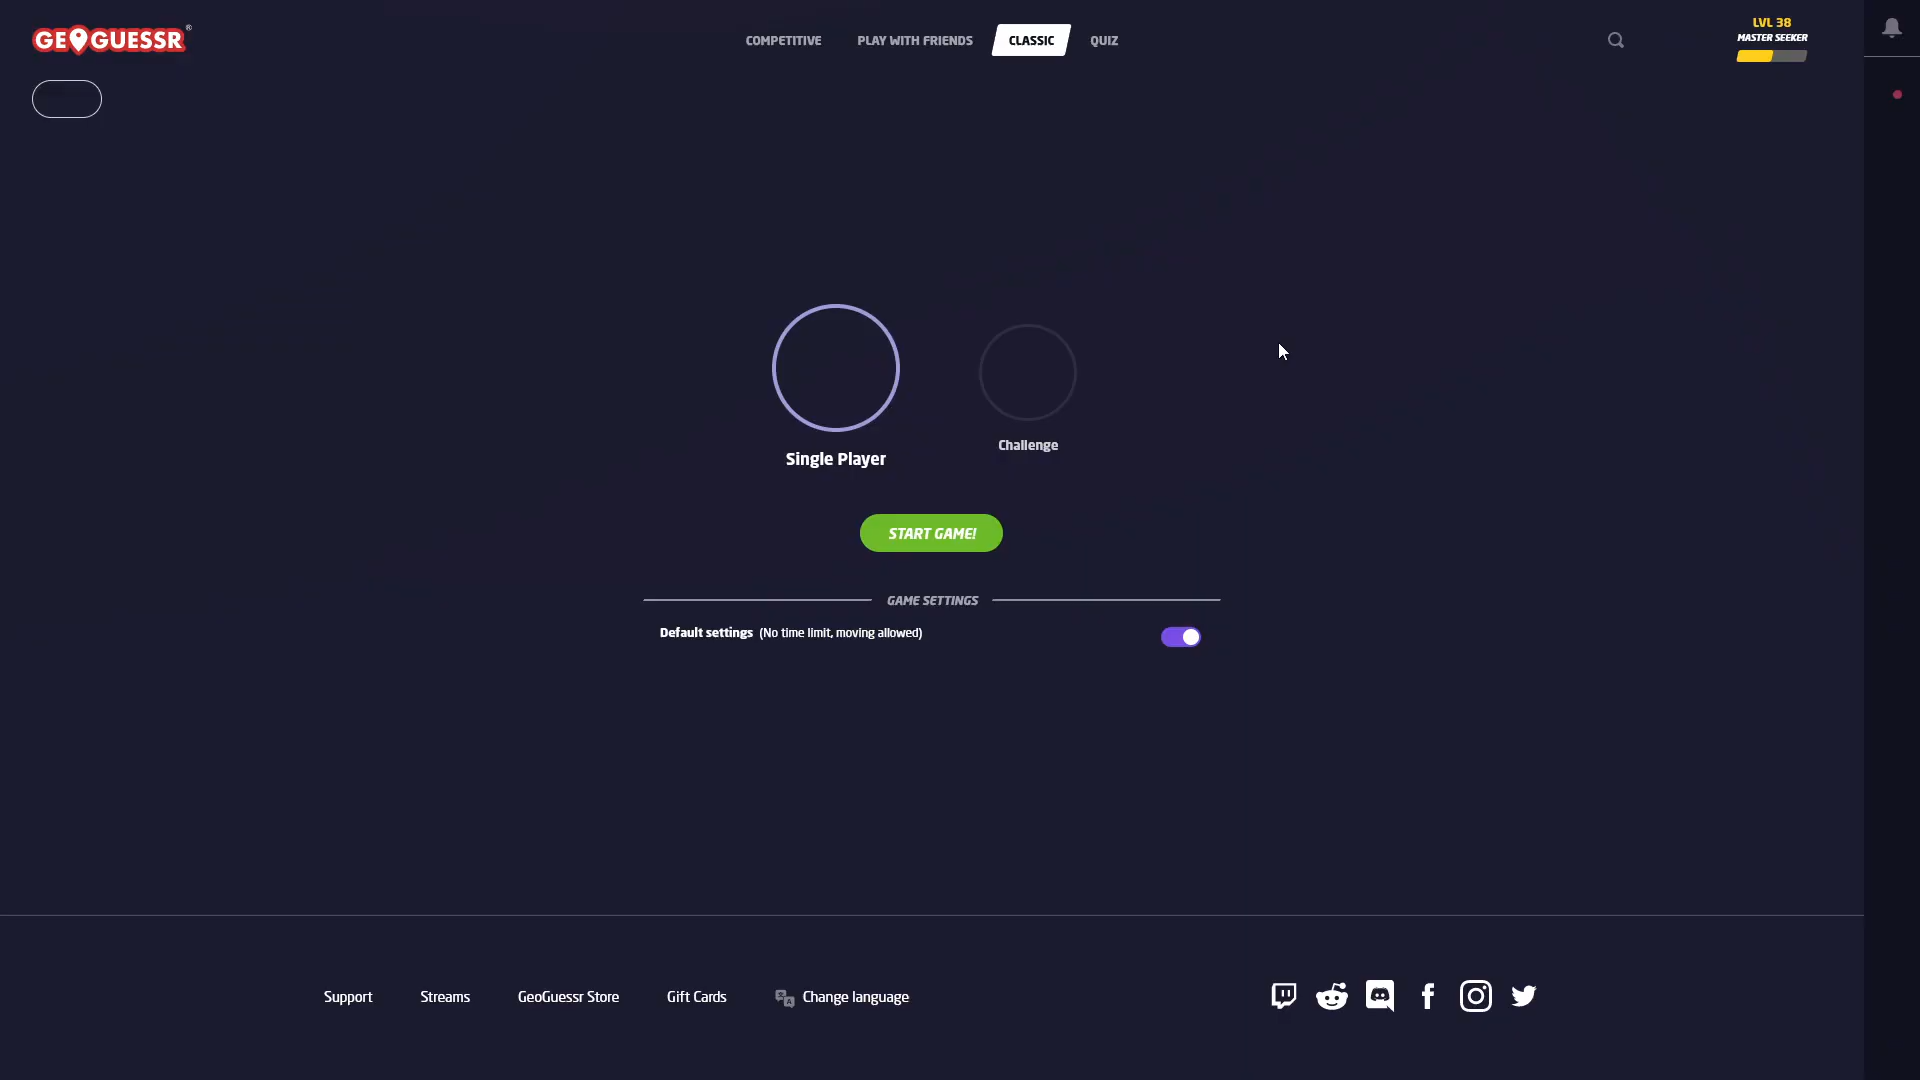 GEOGUESSR®
COMPETITIVE
PLAY WITH FRIENDS
CLASSIC
QUIZ
LVL 38
MASTER SEEKER
Single Player
Challenge
START GAME!
GAME SETTINGS
Default settings (No time limit, moving allowed)
Support
Streams
GeoGuessr Store
Gift Cards
Change language